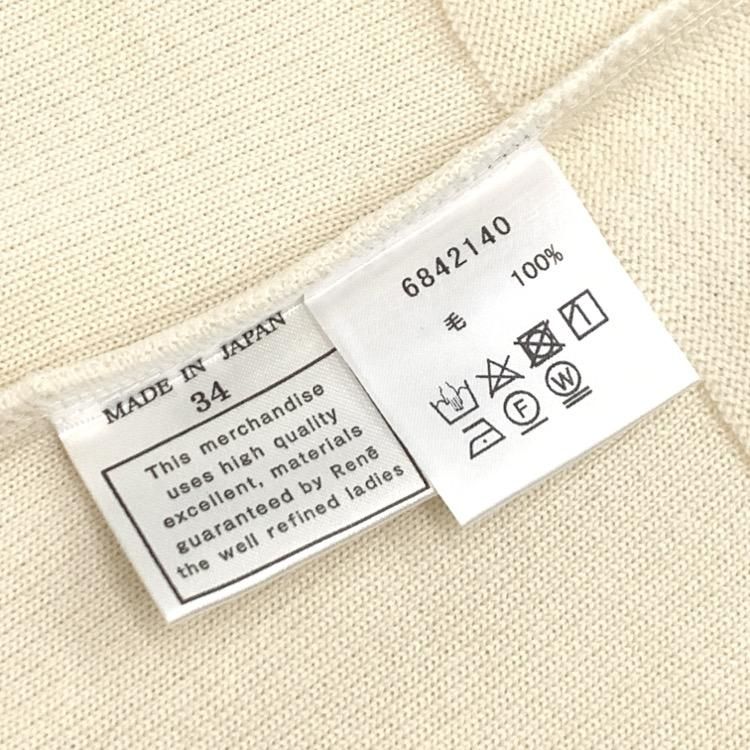 MADE IN JAPAN
34
This merchandise
uses high quality
excellent, materials
guaranteed by Renē
the well refined ladies
6842140
毛 100%
F W